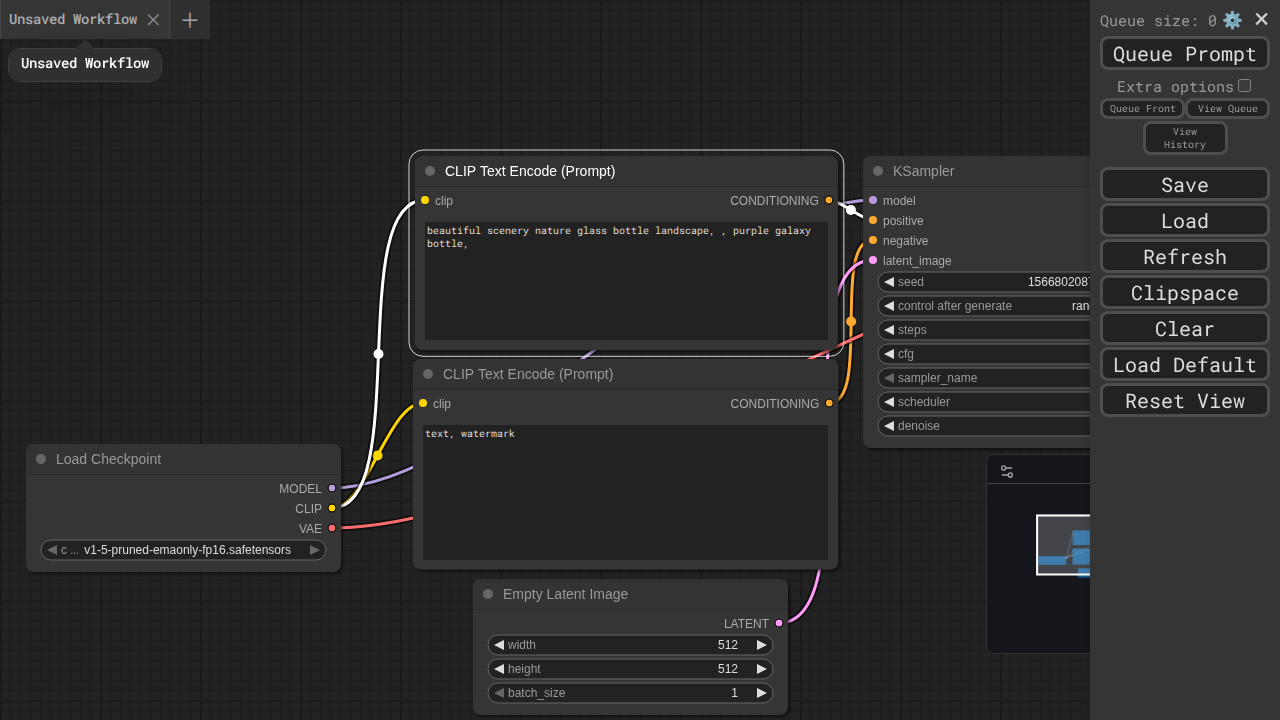 Unsaved Workflow
Unsaved Workflow
Queue size: 0
Queue Prompt
Extra options
Queue Front
View Queue
View
History
Save
Load
Refresh
Clipspace
Clear
Load Default
Reset View
CLIP Text Encode (Prompt)
clip
CONDITIONING
beautiful scenery nature glass bottle landscape, , purple galaxy
bottle,
CLIP Text Encode (Prompt)
clip
CONDITIONING
text, watermark
KSampler
model
positive
negative
latent_image
seed 156680208
control after generate ran
steps
cfg
sampler_name
scheduler
denoise
Load Checkpoint
MODEL
CLIP
VAE
c ... v1-5-pruned-emaonly-fp16.safetensors
Empty Latent Image
LATENT
width 512
height 512
batch_size 1